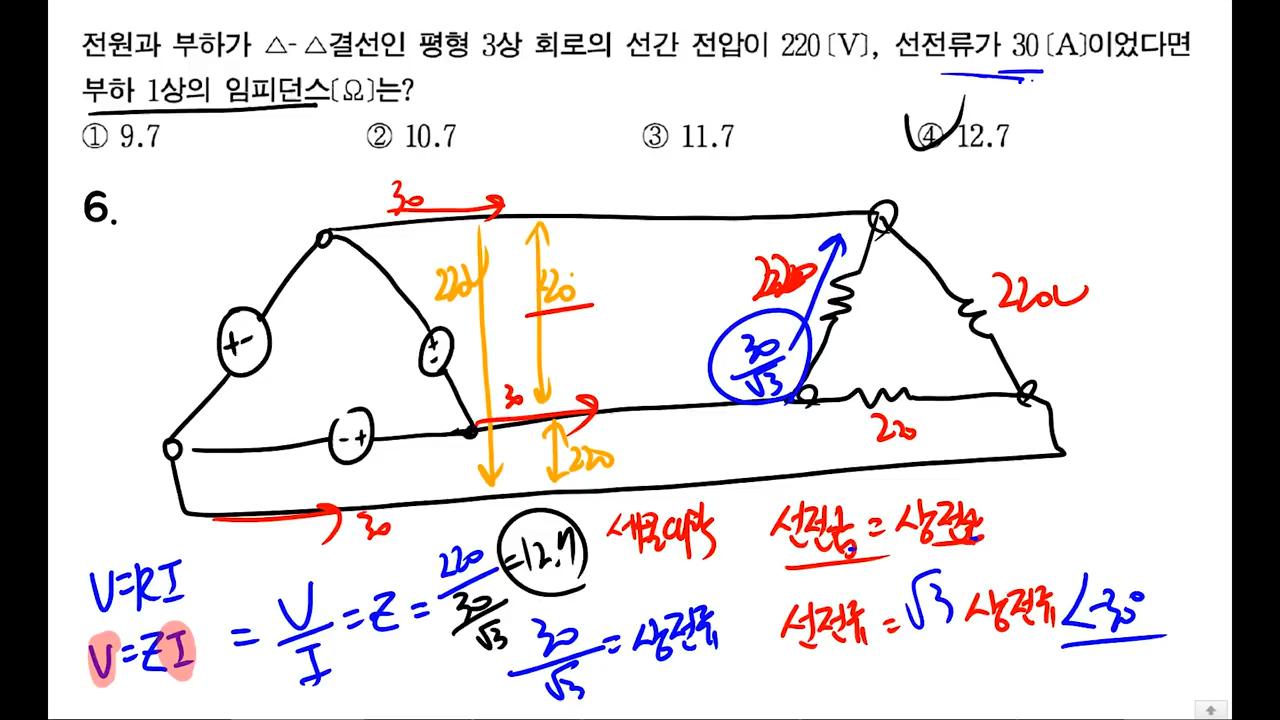 전원과 부하가 △-△결선인 평형 3상 회로의 선간 전압이 220〔V〕, 선전류가 30〔A〕이었다면
부하 1상의 임피던스〔Ω〕는?
① 9.7 ② 10.7 ③ 11.7 ④ 12.7
6.
30
220
220V
30/√3
30
220
220
30
선전압 = 상전압
V=RI
V=ZI
= V/I = Z = 220/(30/√3) = 12.7
30/√3 = 상전류
선전류 = √3 상전류 ∠-30°